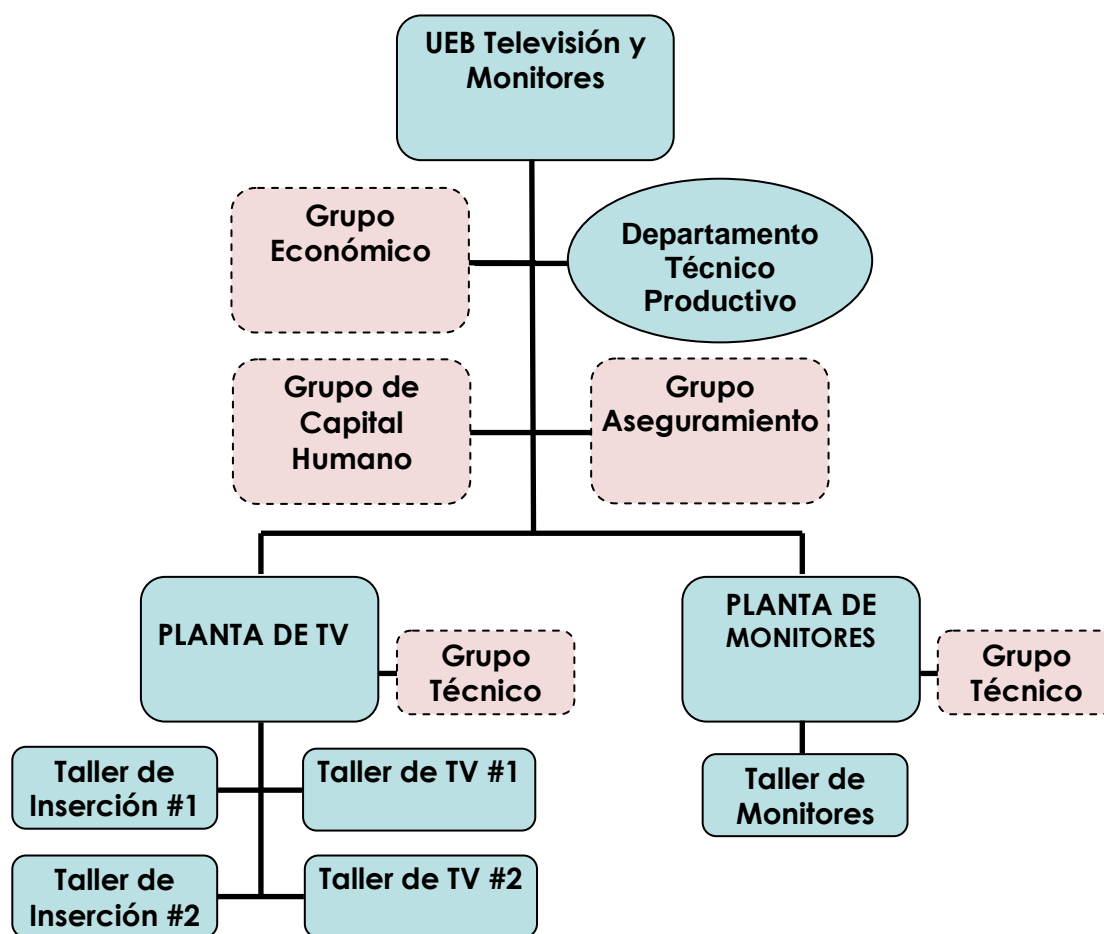 UEB Televisión y
Monitores
Grupo
Económico
Departamento
Técnico
Productivo
Grupo de
Capital
Humano
Grupo
Aseguramiento
PLANTA DE TV
Grupo
Técnico
PLANTA DE
MONITORES
Grupo
Técnico
Taller de
Inserción #1
Taller de TV #1
Taller de
Monitores
Taller de
Inserción #2
Taller de TV #2